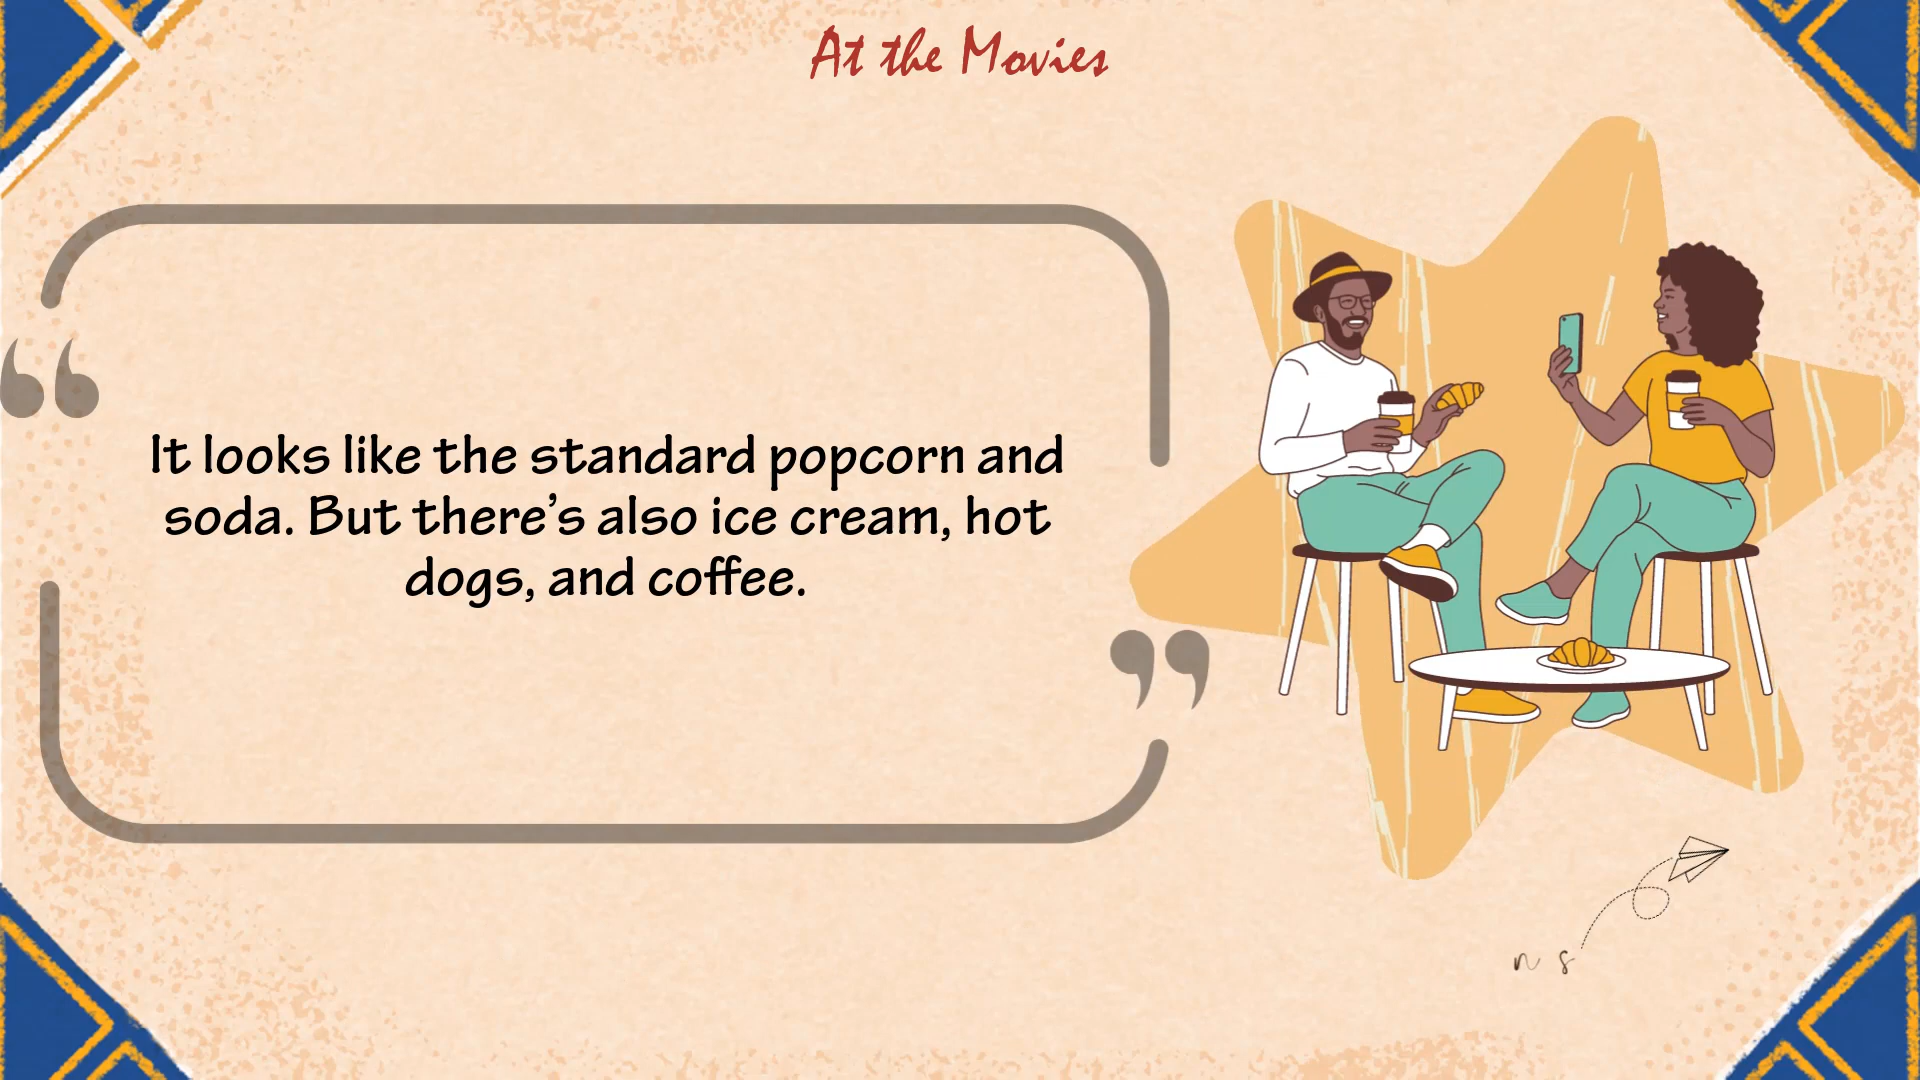 At the Movies
It looks like the standard popcorn and
soda. But there’s also ice cream, hot
dogs, and coffee.
n s